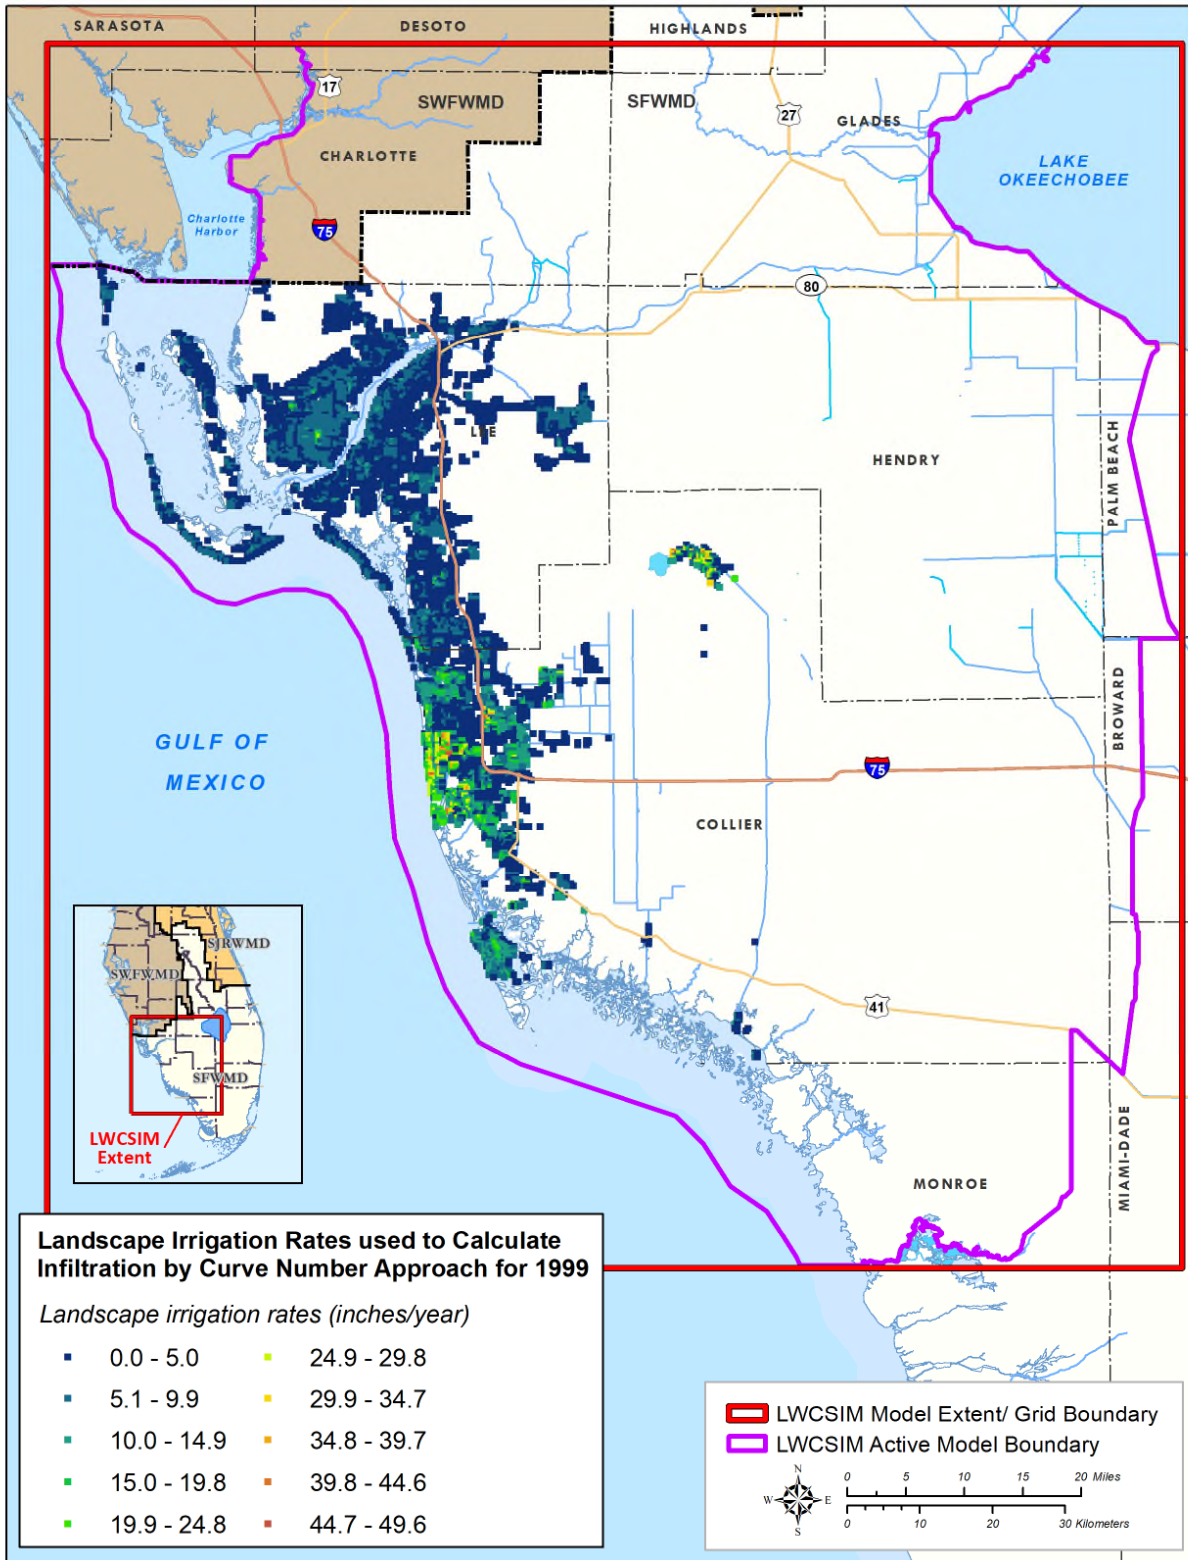 SARASOTA
DESOTO
HIGHLANDS
17
SWFWMD
SFWMD
27
GLADES
CHARLOTTE
LAKE
OKEECHOBEE
Charlotte
Harbor
75
80
LEE
HENDRY
PALM BEACH
GULF OF
MEXICO
BROWARD
75
COLLIER
SJRWMD
SWFWMD
SFWMD
LWCSIM
Extent
41
MIAMI-DADE
MONROE
Landscape Irrigation Rates used to Calculate
Infiltration by Curve Number Approach for 1999
Landscape irrigation rates (inches/year)
0.0 - 5.0
5.1 - 9.9
10.0 - 14.9
15.0 - 19.8
19.9 - 24.8
24.9 - 29.8
29.9 - 34.7
34.8 - 39.7
39.8 - 44.6
44.7 - 49.6
LWCSIM Model Extent/ Grid Boundary
LWCSIM Active Model Boundary
N
W E
S
0 5 10 15 20 Miles
0 10 20 30 Kilometers